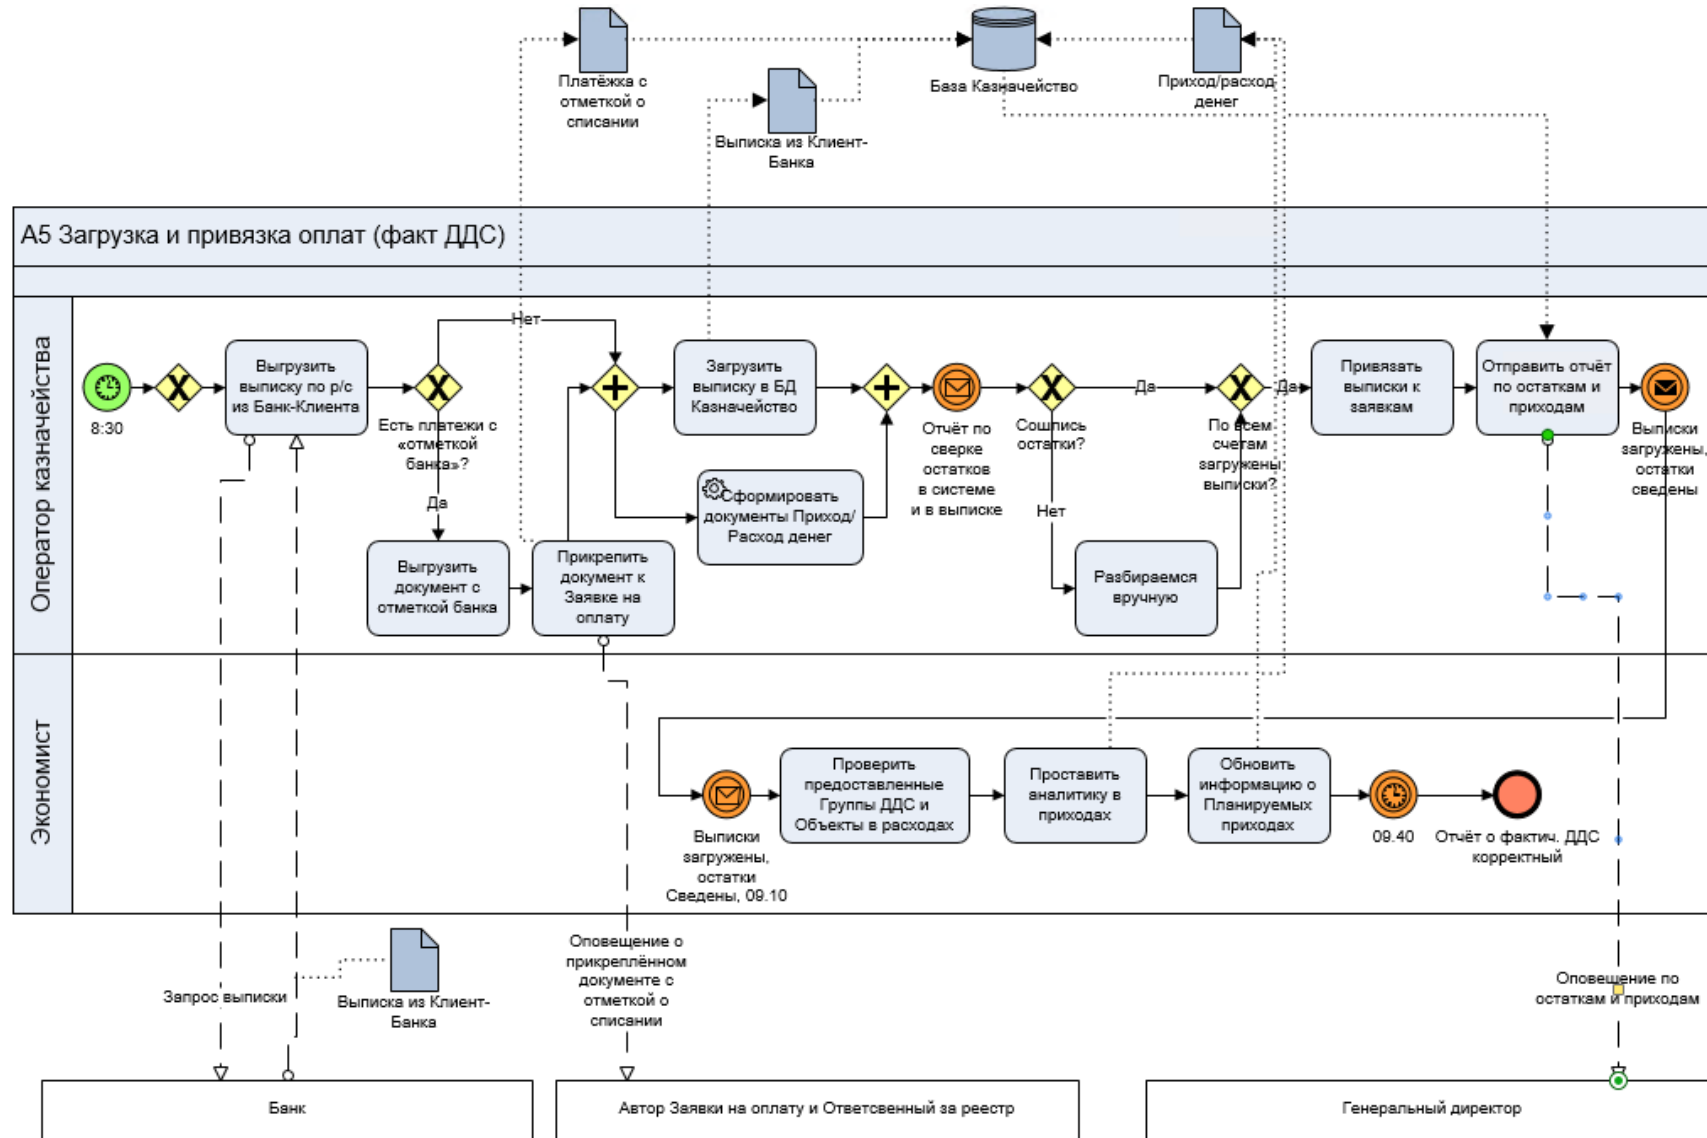 Платёжка с
отметкой о
списании
Выписка из Клиент-
Банка
База Казначейство
Приход/расход
денег
А5 Загрузка и привязка оплат (факт ДДС)
Оператор казначейства
8:30
Выгрузить
выписку по р/с
из Банк-Клиента
Есть платежи с
«отметкой
банка»?
Нет
Да
Выгрузить
документ с
отметкой банка
Прикрепить
документ к
Заявке на
оплату
Загрузить
выписку в БД
Казначейство
Сформировать
документы Приход/
Расход денег
Отчёт по
сверке
остатков
в системе
и в выписке
Сошлись
остатки?
Да
Нет
Разбираемся
вручную
По всем
счетам
загружены
выписки?
Да
Привязать
выписки к
заявкам
Отправить отчёт
по остаткам и
приходам
Выписки
загружены,
остатки
сведены
Экономист
Выписки
загружены,
остатки
Сведены, 09.10
Проверить
предоставленные
Группы ДДС и
Объекты в расходах
Проставить
аналитику в
приходах
Обновить
информацию о
Планируемых
приходах
09.40
Отчёт о фактич. ДДС
корректный
Запрос выписки
Выписка из Клиент-
Банка
Оповещение о
прикреплённом
документе с
отметкой о
списании
Оповещение по
остаткам и приходам
Банк
Автор Заявки на оплату и Ответсвенный за реестр
Генеральный директор